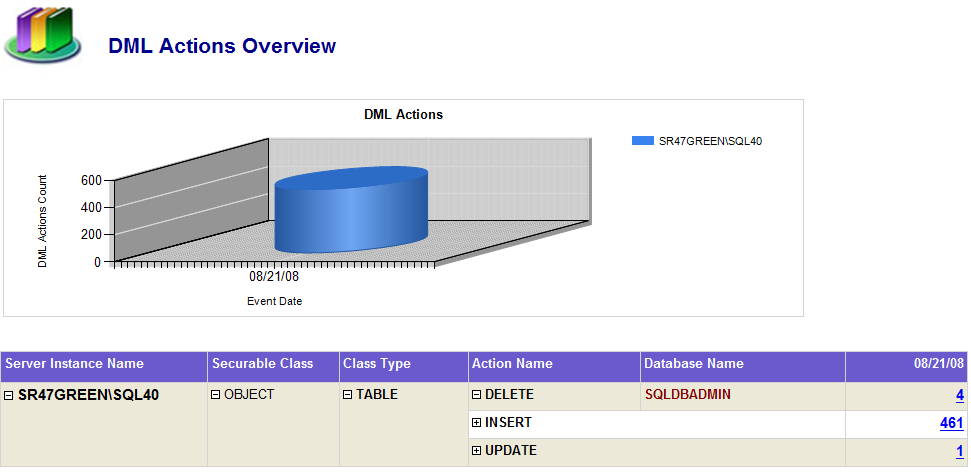 DML Actions Overview
DML Actions
SR47GREEN\SQL40
DML Actions Count
600
400
200
0
08/21/08
Event Date
Server Instance Name Securable Class Class Type Action Name Database Name 08/21/08
SR47GREEN\SQL40 OBJECT TABLE DELETE SQLDBADMIN 4
INSERT 461
UPDATE 1